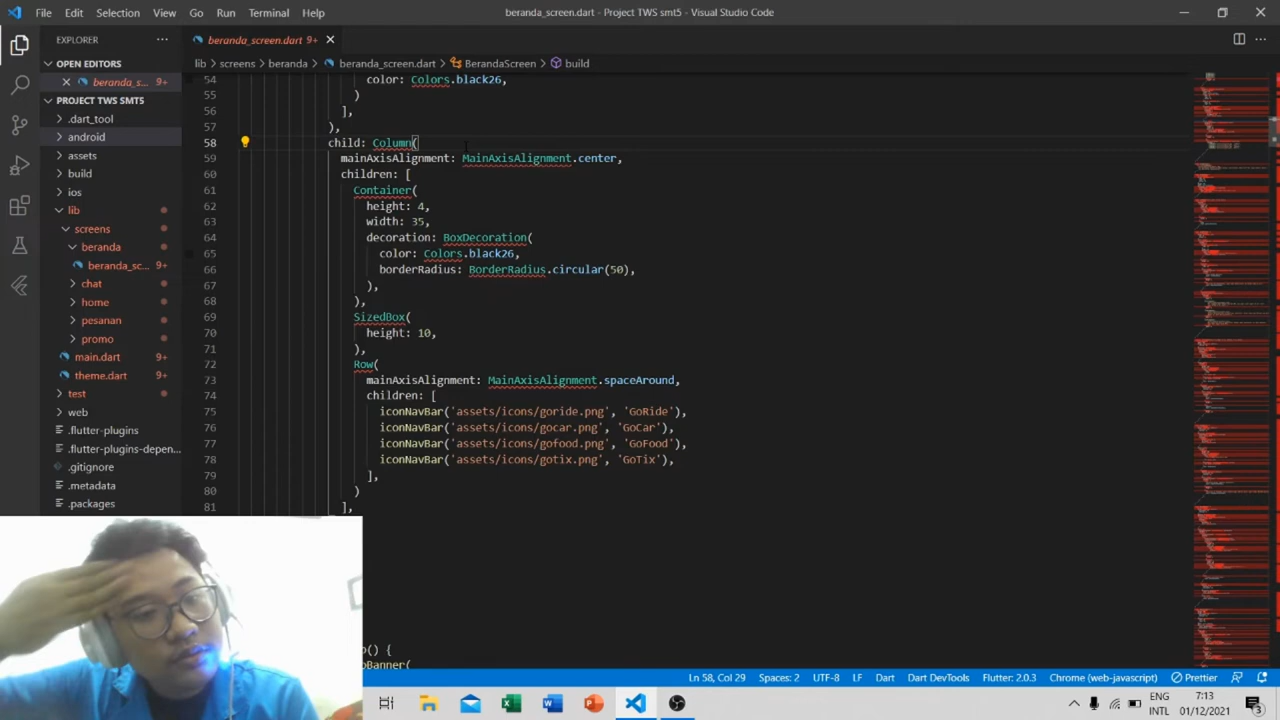 File Edit Selection View Go Run Terminal Help beranda_screen.dart - Project TWS smt5 - Visual Studio Code
EXPLORER
OPEN EDITORS
beranda_s... 9+
PROJECT TWS SMT5
.dart_tool
android
assets
build
ios
lib
screens
beranda
beranda_sc... 9+
chat
home
pesanan
promo
main.dart 9+
theme.dart 9+
test
web
.flutter-plugins
.flutter-plugins-depen...
.gitignore
.metadata
.packages
beranda_screen.dart 9+
lib > screens > beranda > beranda_screen.dart > BerandaScreen > build
54 color: Colors.black26,
55 )
56 ],
57 ),
58 child: Column(
59 mainAxisAlignment: MainAxisAlignment.center,
60 children: [
61 Container(
62 height: 4,
63 width: 35,
64 decoration: BoxDecoration(
65 color: Colors.black26,
66 borderRadius: BorderRadius.circular(50),
67 ),
68 ),
69 SizedBox(
70 height: 10,
71 ),
72 Row(
73 mainAxisAlignment: MainAxisAlignment.spaceAround,
74 children: [
75 iconNavBar('assets/icons/goride.png', 'GoRide'),
76 iconNavBar('assets/icons/gocar.png', 'GoCar'),
77 iconNavBar('assets/icons/gofood.png', 'GoFood'),
78 iconNavBar('assets/icons/gotix.png', 'GoTix'),
79 ],
80
81 ],
() {
Banner(
Ln 58, Col 29 Spaces: 2 UTF-8 LF Dart Dart DevTools Flutter: 2.0.3 Chrome (web-javascript) Prettier
ENG
INTL
7:13
01/12/2021
3